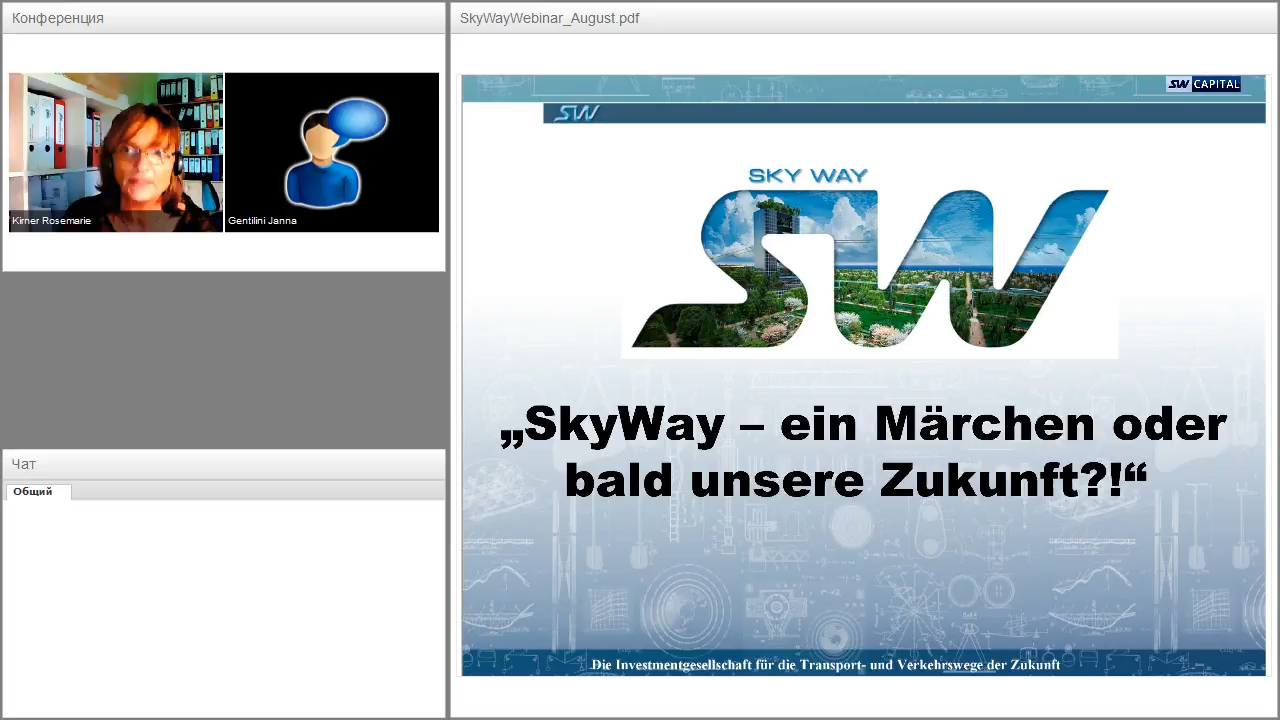 Конференция
SkyWayWebinar_August.pdf
Kirner Rosemarie
Gentilini Janna
Чат
Общий
SW CAPITAL
SW
SKY WAY
SW
„SkyWay – ein Märchen oder
bald unsere Zukunft?!“
Die Investmentgesellschaft für die Transport- und Verkehrswege der Zukunft